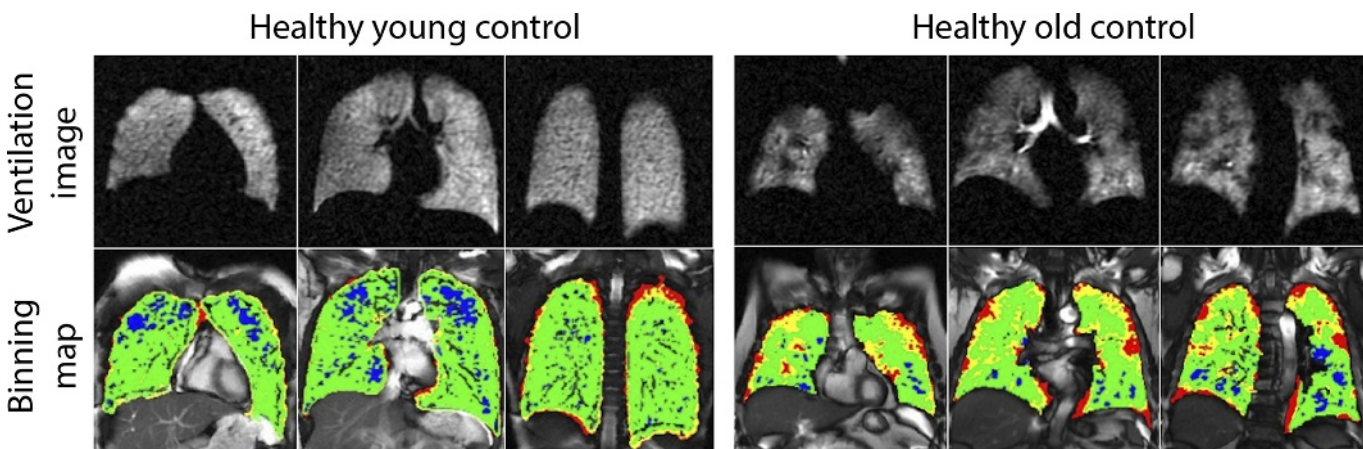 Healthy young control
Healthy old control
Ventilation
image
Binning
map